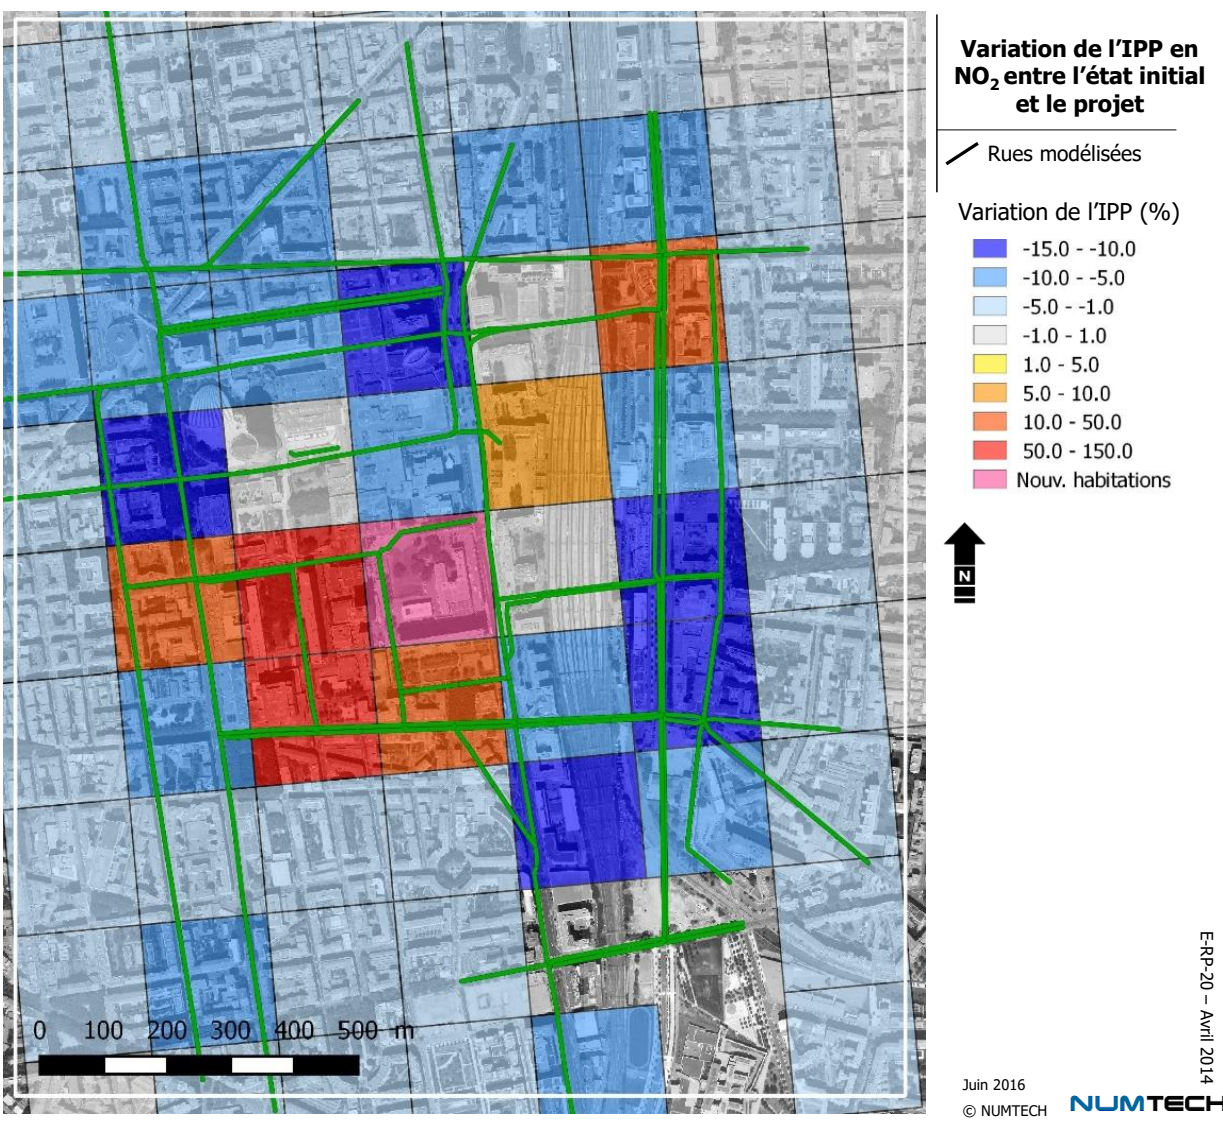 Variation de l’IPP en
NO2 entre l’état initial
et le projet
Rues modélisées
Variation de l'IPP (%)
-15.0 - -10.0
-10.0 - -5.0
-5.0 - -1.0
-1.0 - 1.0
1.0 - 5.0
5.0 - 10.0
10.0 - 50.0
50.0 - 150.0
Nouv. habitations
N
0 100 200 300 400 500 m
E-RP-20 – Avril 2014
Juin 2016
© NUMTECH
NUMTECH